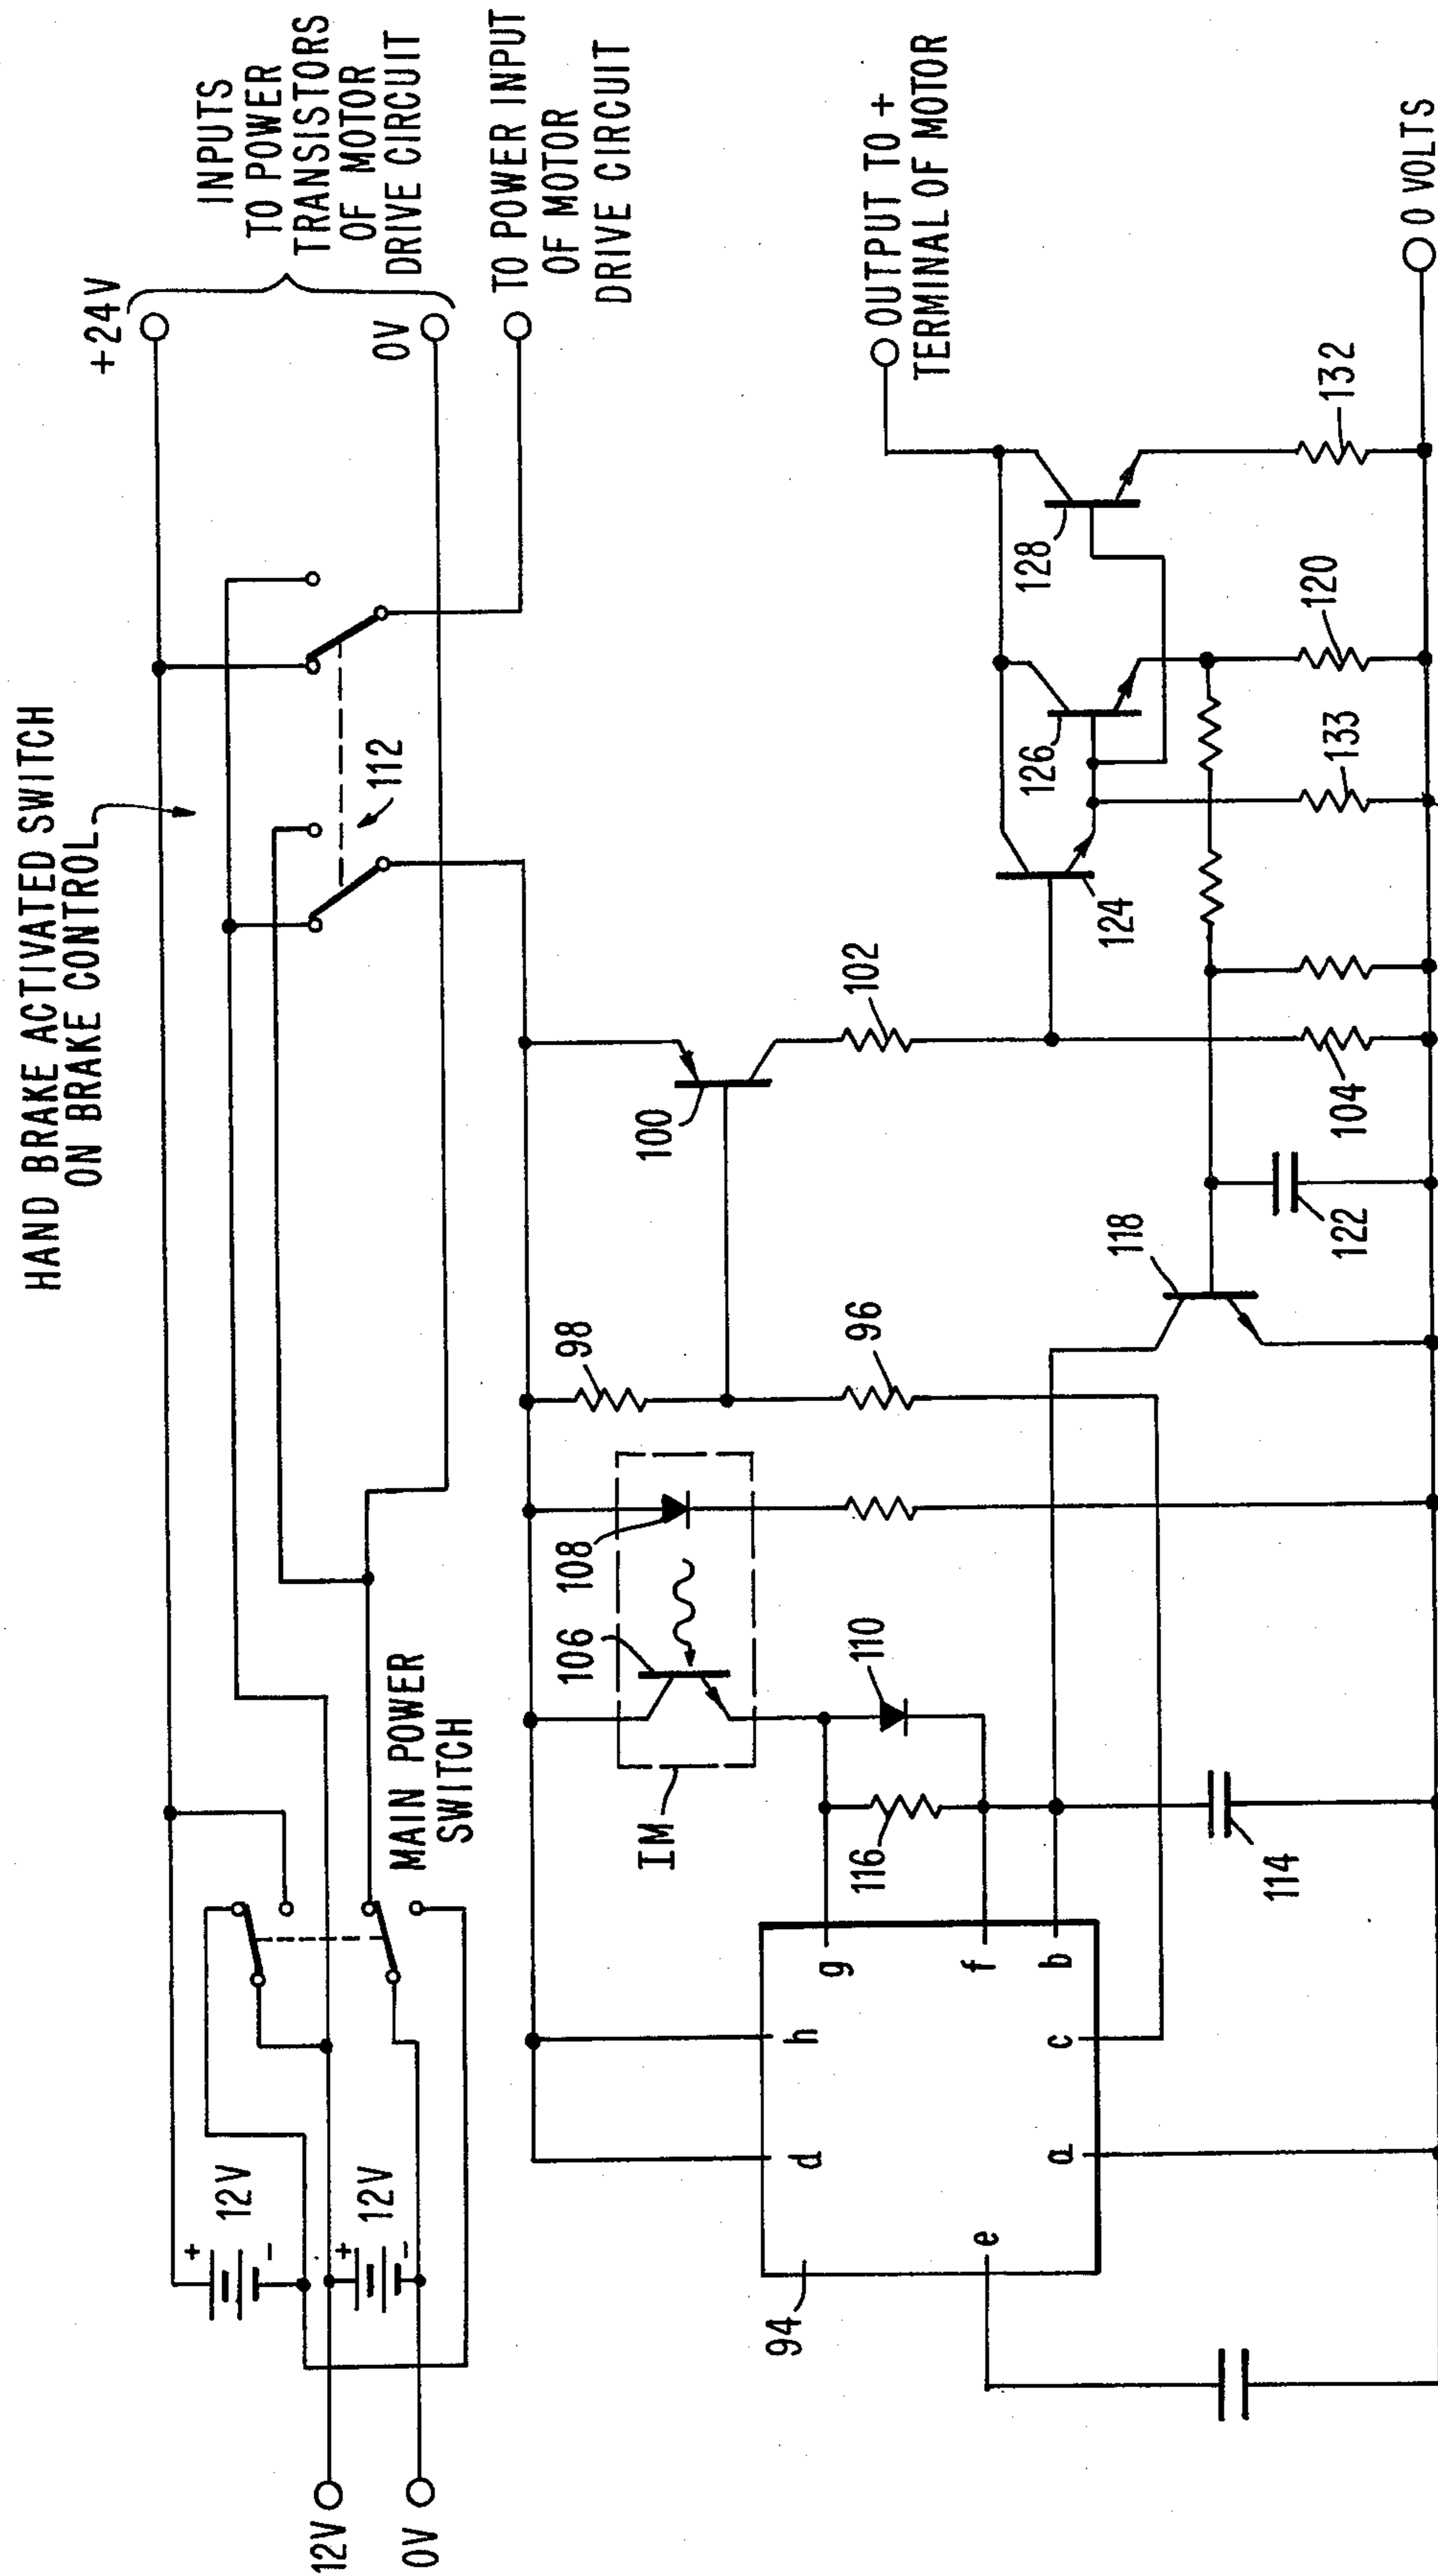 HAND BRAKE ACTIVATED SWITCH
ON BRAKE CONTROL
+24V
INPUTS
TO POWER
TRANSISTORS
OF MOTOR
DRIVE CIRCUIT
0V
TO POWER INPUT
OF MOTOR
DRIVE CIRCUIT
112
12V
12V
+
-
+
-
12V
0V
MAIN POWER
SWITCH
98
100
108
106
IM
96
102
110
116
94
d
h
g
f
b
c
a
e
114
118
122
104
124
126
128
133
120
132
OUTPUT TO +
TERMINAL OF MOTOR
0 VOLTS